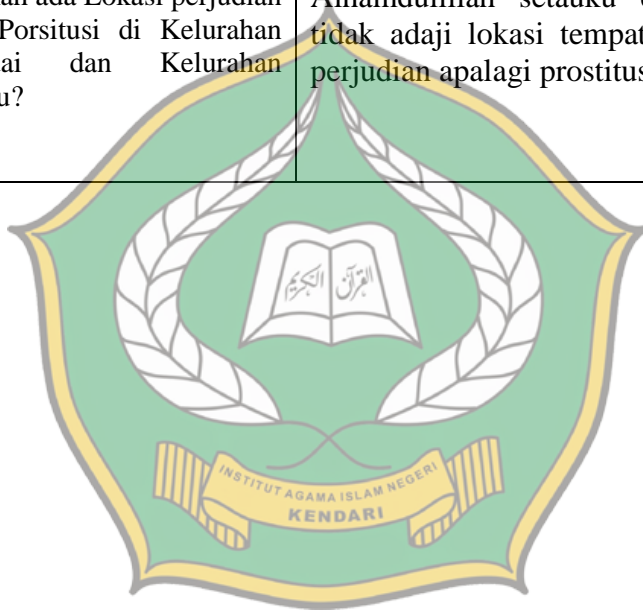 an ada Lokasi perjudian
Porsitusi di Kelurahan
ai dan Kelurahan
u?
setauku
tidak adaji lokasi tempat
perjudian apalagi prostitus
القرآن الكريم
INSTITUT AGAMA ISLAM NEGERI
KENDARI